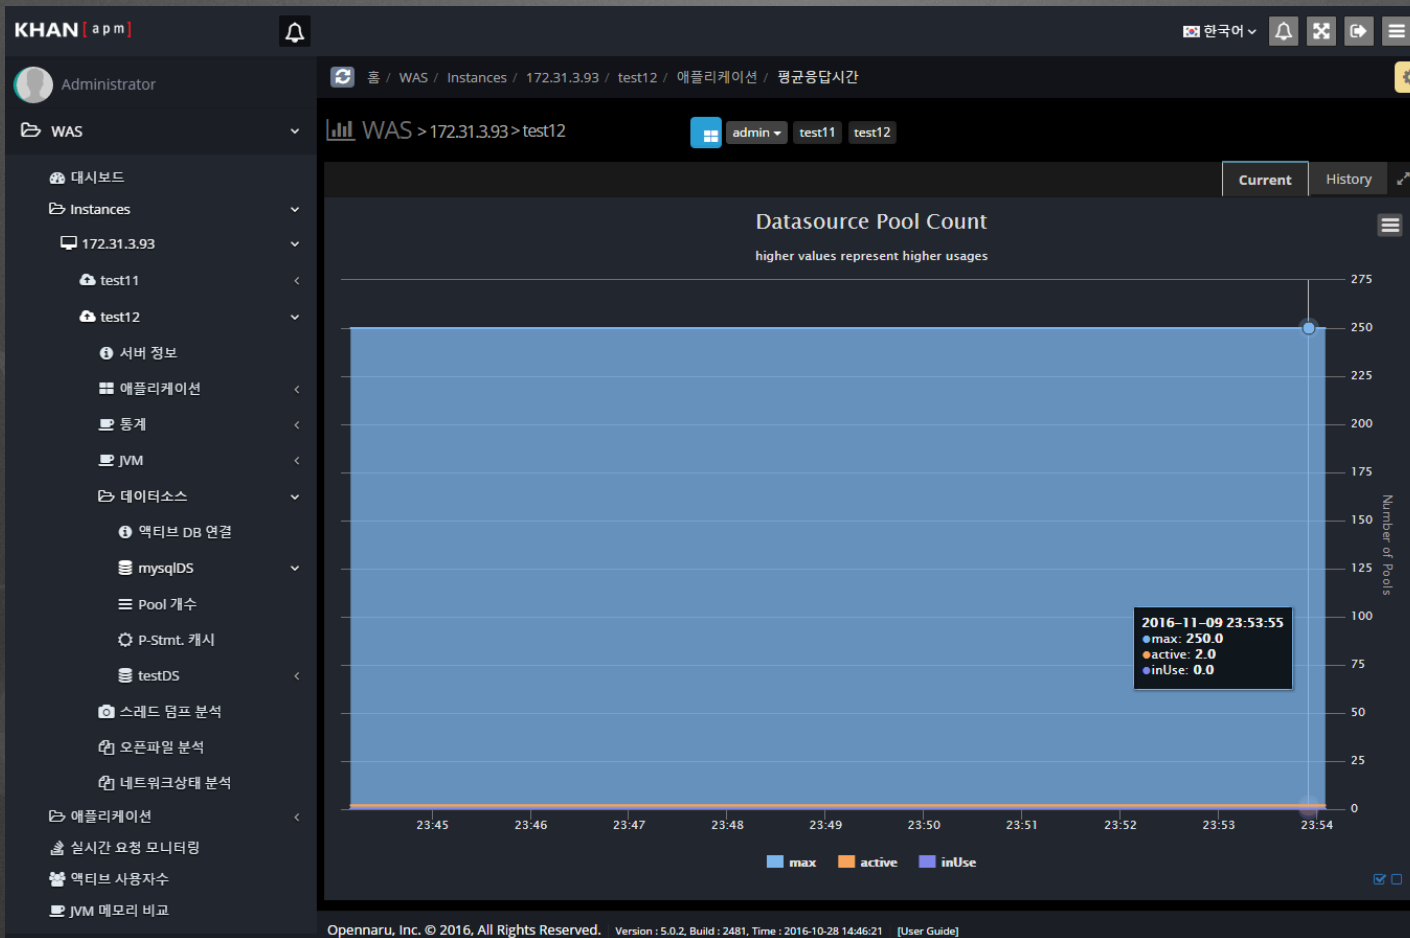 KHAN [apm]
한국어
Administrator
홈 / WAS / Instances / 172.31.3.93 / test12 / 애플리케이션 / 평균응답시간
WAS
WAS > 172.31.3.93 > test12
admin test11 test12
대시보드
Instances
172.31.3.93
test11
test12
서버 정보
애플리케이션
통계
JVM
데이터소스
액티브 DB 연결
mysqlDS
Pool 개수
P-Stmt. 캐시
testDS
스레드 덤프 분석
오픈파일 분석
네트워크상태 분석
애플리케이션
실시간 요청 모니터링
액티브 사용자수
JVM 메모리 비교
Current History
Datasource Pool Count
higher values represent higher usages
275
250
225
200
175
150
125
100
75
50
25
0
Number of Pools
2016-11-09 23:53:55
max: 250.0
active: 2.0
inUse: 0.0
23:45 23:46 23:47 23:48 23:49 23:50 23:51 23:52 23:53 23:54
max active inUse
Opennaru, Inc. © 2016, All Rights Reserved. Version : 5.0.2, Build : 2481, Time : 2016-10-28 14:46:21 [User Guide]